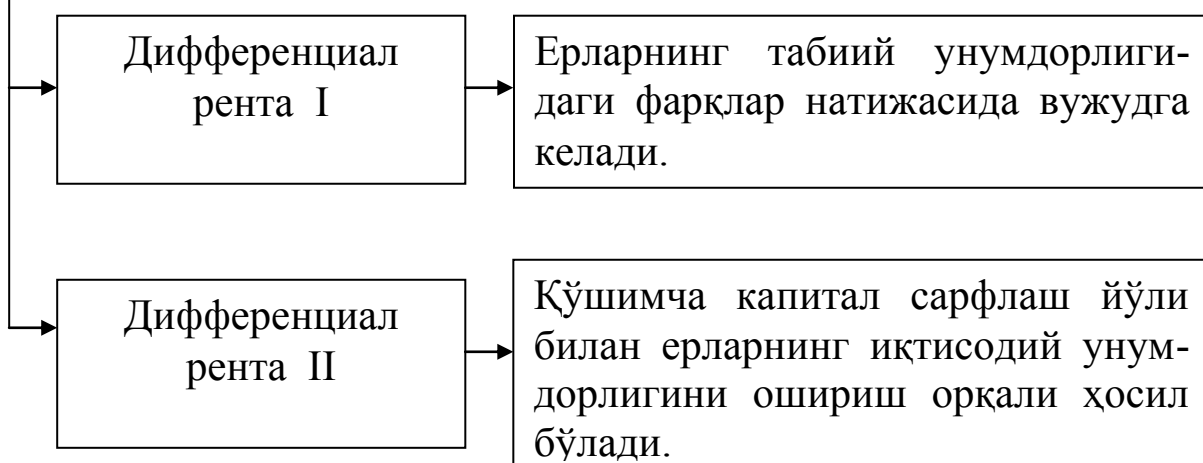 Дифференциал
рента I
Ерларнинг табиий унумдорлиги-
даги фарқлар натижасида вужудга
келади.
Дифференциал
рента II
Қўшимча капитал сарфлаш йўли
билан ерларнинг иқтисодий унум-
дорлигини ошириш орқали ҳосил
бўлади.